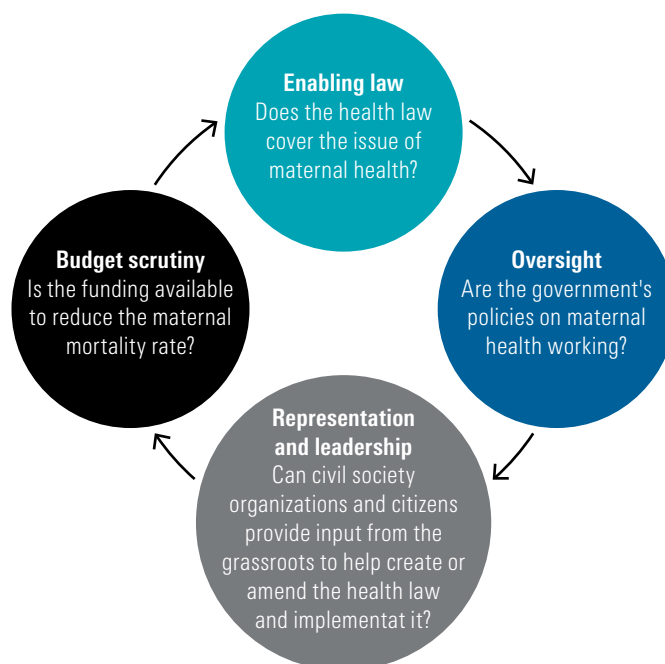 Enabling law
Does the health law
cover the issue of
maternal health?
Budget scrutiny
Is the funding available
to reduce the maternal
mortality rate?
Oversight
Are the government's
policies on maternal
health working?
Representation
and leadership
Can civil society
organizations and citizens
provide input from the
grassroots to help create or
amend the health law
and implementat it?